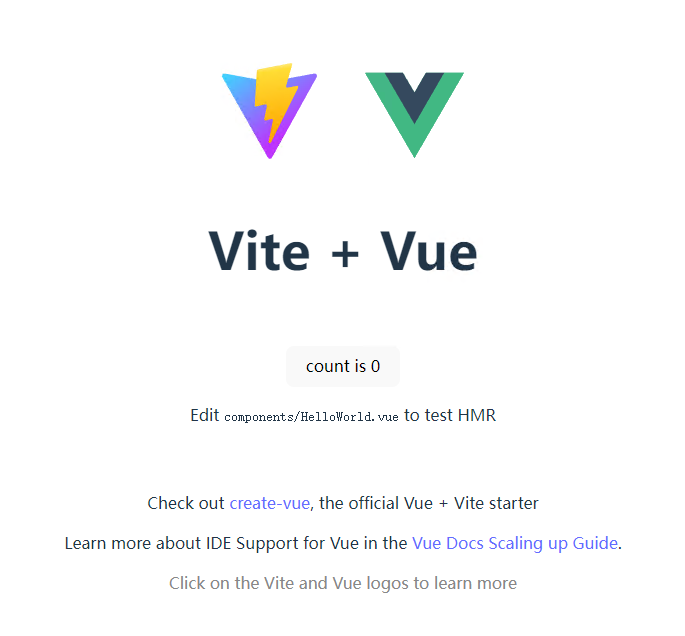 Vite + Vue
count is 0
Edit components/HelloWorld.vue to test HMR
Check out create-vue, the official Vue + Vite starter
Learn more about IDE Support for Vue in the Vue Docs Scaling up Guide.
Click on the Vite and Vue logos to learn more